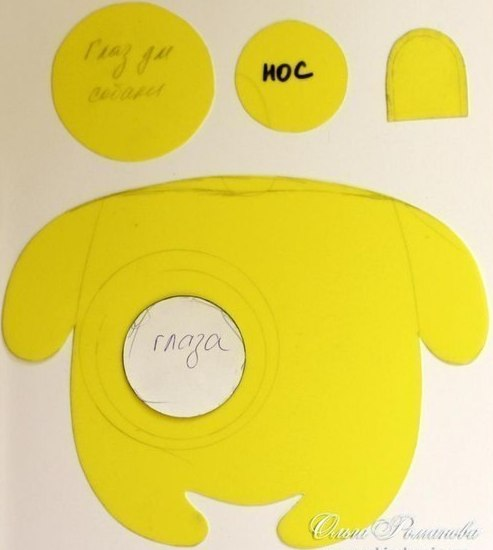 Глаз для
собаки
нос
глаза
Ольга Романова